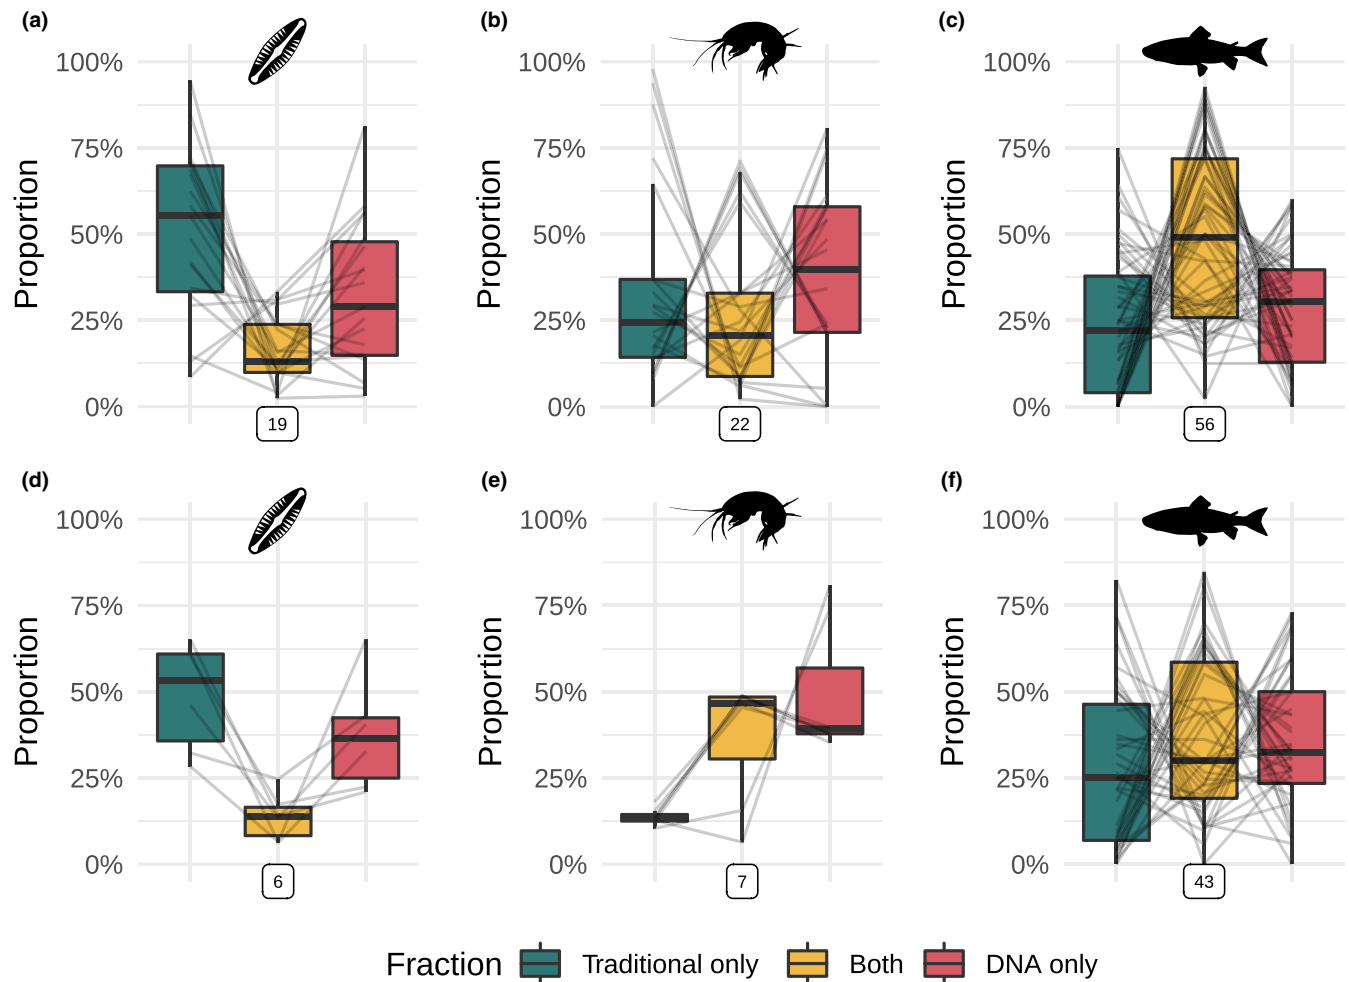 (a) (b) (c)
100% 100% 100%
75% 75% 75%
50% 50% 50%
25% 25% 25%
0% 0% 0%
Proportion Proportion Proportion
19 22 56
(d) (e) (f)
100% 100% 100%
75% 75% 75%
50% 50% 50%
25% 25% 25%
0% 0% 0%
Proportion Proportion Proportion
6 7 43
Fraction Traditional only Both DNA only